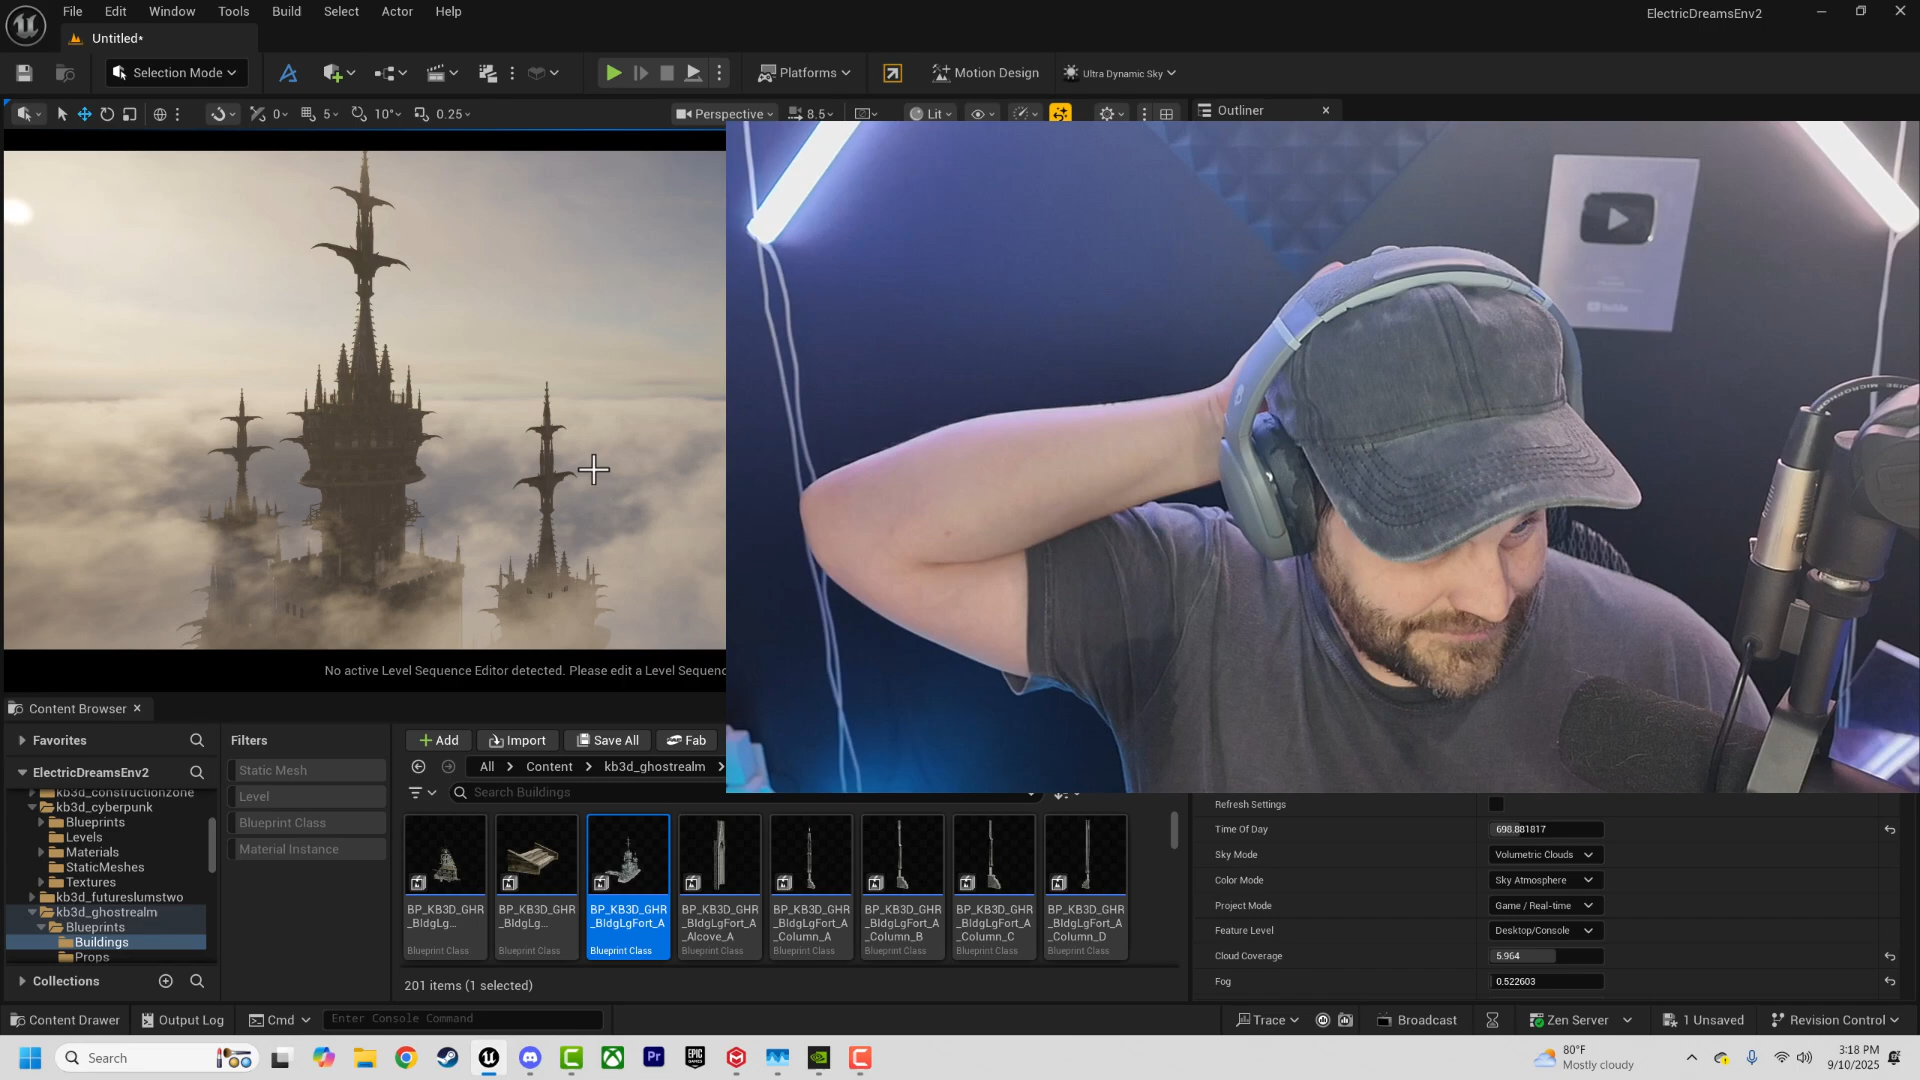 File Edit Window Tools Build Select Actor Help
ElectricDreamsEnv2
Untitled*
Selection Mode
Platforms
Motion Design
Ultra Dynamic Sky
0
5
10°
0.25
Perspective
8.5
Lit
Outliner
No active Level Sequence Editor detected. Please edit a Level Sequenc
Content Browser
Favorites
Filters
Add
Import
Save All
Fab
ElectricDreamsEnv2
Static Mesh
All > Content > kb3d_ghostrealm >
kb3d_constructionzone
Level
Search Buildings
kb3d_cyberpunk
Blueprints
Blueprint Class
Levels
Materials
Material Instance
StaticMeshes
Textures
kb3d_futureslumstwo
kb3d_ghostrealm
Blueprints
Buildings
Props
Collections
BP_KB3D_GHR
_BldgLg...
Blueprint Class
BP_KB3D_GHR
_BldgLg...
Blueprint Class
BP_KB3D_GHR
_BldgLgFort_A
Blueprint Class
BP_KB3D_GHR
_BldgLgFort_A
_Alcove_A
Blueprint Class
BP_KB3D_GHR
_BldgLgFort_A
_Column_A
Blueprint Class
BP_KB3D_GHR
_BldgLgFort_A
_Column_B
Blueprint Class
BP_KB3D_GHR
_BldgLgFort_A
_Column_C
Blueprint Class
BP_KB3D_GHR
_BldgLgFort_A
_Column_D
Blueprint Class
201 items (1 selected)
Refresh Settings
Time Of Day 698.881817
Sky Mode Volumetric Clouds
Color Mode Sky Atmosphere
Project Mode Game / Real-time
Feature Level Desktop/Console
Cloud Coverage 5.964
Fog 0.522603
Content Drawer
Output Log
Cmd
Enter Console Command
Trace
Broadcast
Zen Server
1 Unsaved
Revision Control
Search
Pr
EPIC
GAMES
80°F
Mostly cloudy
3:18 PM
9/10/2025